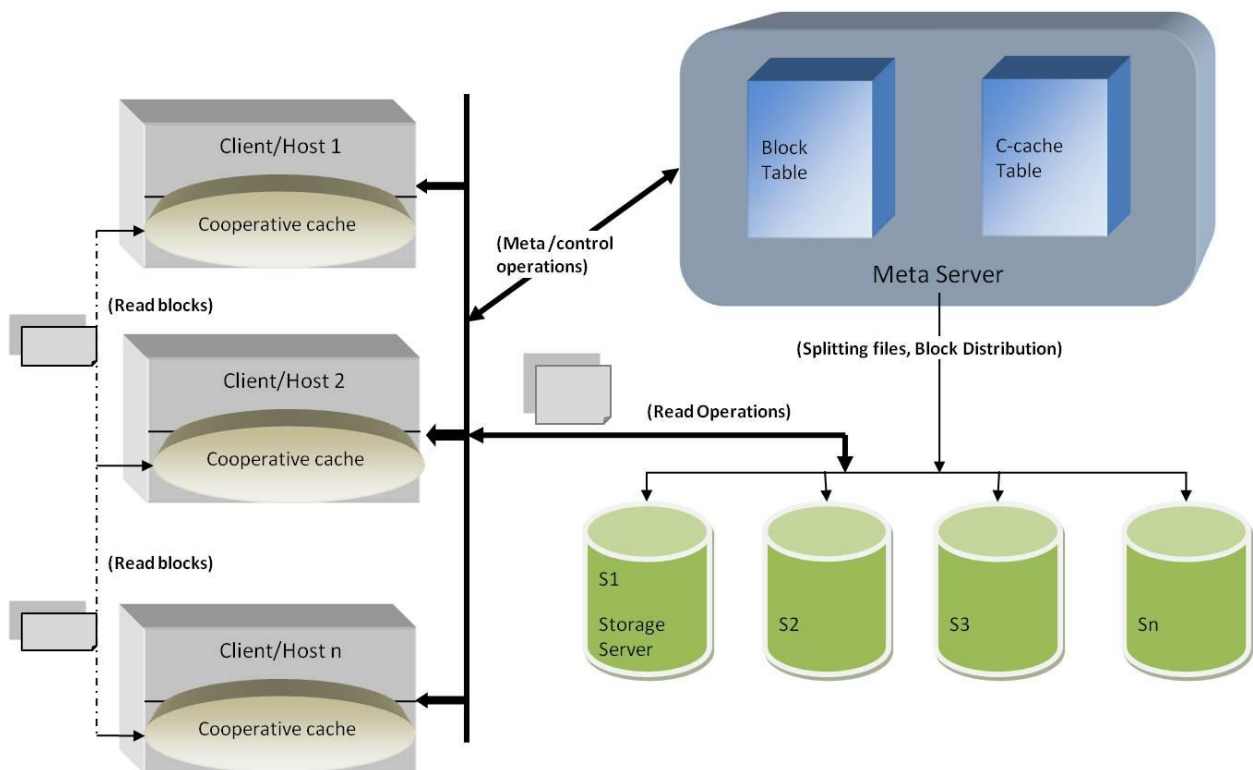 Client/Host 1
Cooperative cache
(Read blocks)
Client/Host 2
Cooperative cache
(Read blocks)
Client/Host n
Cooperative cache
(Meta /control
operations)
Block
Table
C-cache
Table
Meta Server
(Splitting files, Block Distribution)
(Read Operations)
S1
Storage
Server
S2
S3
Sn